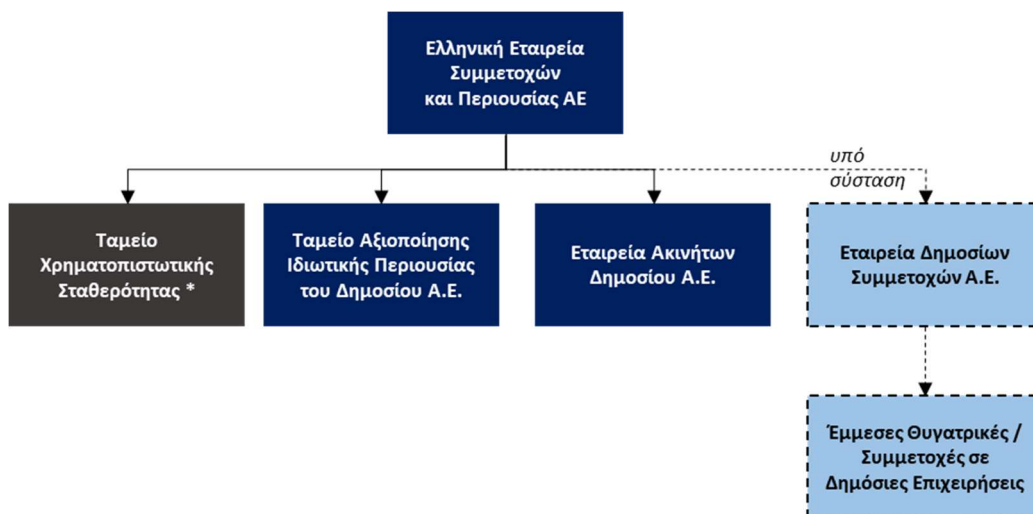 Ελληνική Εταιρεία
Συμμετοχών
και Περιουσίας ΑΕ
υπό
σύσταση
Ταμείο
Χρηματοπιστωτικής
Σταθερότητας *
Ταμείο Αξιοποίησης
Ιδιωτικής Περιουσίας
του Δημοσίου Α.Ε.
Εταιρεία Ακινήτων
Δημοσίου Α.Ε.
Εταιρεία Δημοσίων
Συμμετοχών Α.Ε.
Έμμεσες Θυγατρικές /
Συμμετοχές σε
Δημόσιες Επιχειρήσεις